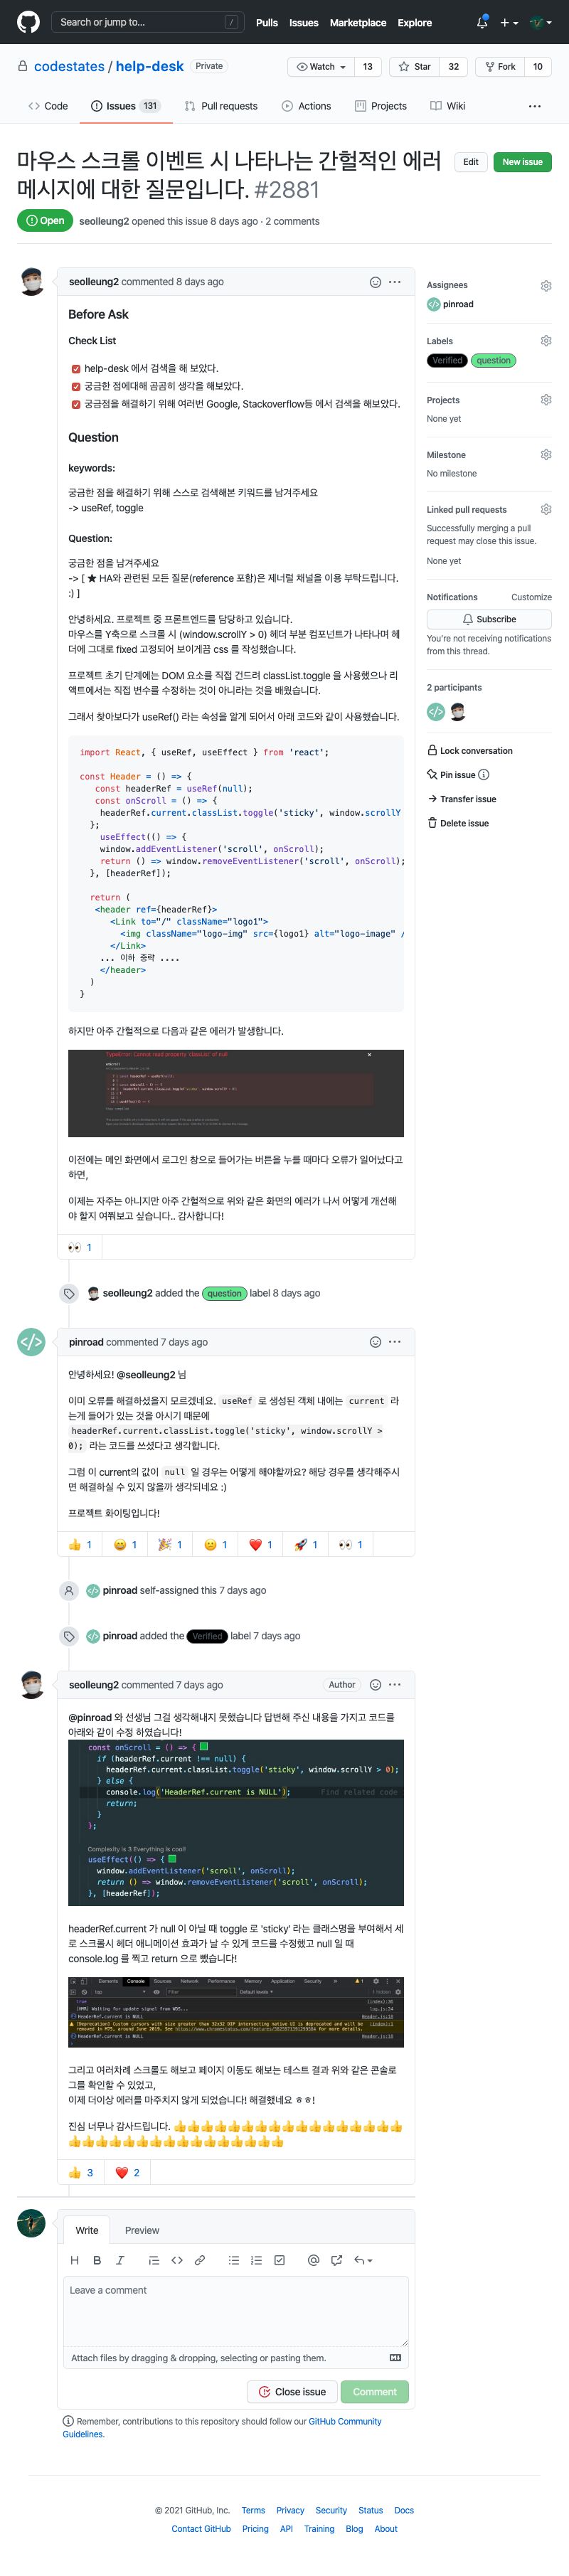 Search or jump to... /
Pulls Issues Marketplace Explore
codestates / help-desk Private
Watch 13 Star 32 Fork 10
Code Issues 131 Pull requests Actions Projects Wiki
마우스 스크롤 이벤트 시 나타나는 간헐적인 에러
메시지에 대한 질문입니다. #2881
Edit New issue
Open seolleung2 opened this issue 8 days ago · 2 comments
seolleung2 commented 8 days ago
Before Ask
Check List
help-desk 에서 검색을 해 보았다.
궁금한 점에대해 곰곰히 생각을 해보았다.
궁금점을 해결하기 위해 여러번 Google, Stackoverflow등 에서 검색을 해보았다.
Question
keywords:
궁금한 점을 해결하기 위해 스스로 검색해본 키워드를 남겨주세요
-> useRef, toggle
Question:
궁금한 점을 남겨주세요
-> [ ★ HA와 관련된 모든 질문(reference 포함)은 제너럴 채널을 이용 부탁드립니다.
:) ]
안녕하세요. 프로젝트 중 프론트엔드를 담당하고 있습니다.
마우스를 Y축으로 스크롤 시 (window.scrollY > 0) 헤더 부분 컴포넌트가 나타나며 헤
더에 그대로 fixed 고정되어 보이게끔 css 를 작성했습니다.
프로젝트 초기 단계에는 DOM 요소를 직접 건드려 classList.toggle 을 사용했으나 리
액트에서는 직접 변수를 수정하는 것이 아니라는 것을 배웠습니다.
그래서 찾아보다가 useRef() 라는 속성을 알게 되어서 아래 코드와 같이 사용했습니다.
import React, { useRef, useEffect } from 'react';
const Header = () => {
const headerRef = useRef(null);
const onScroll = () => {
headerRef.current.classList.toggle('sticky', window.scrollY
};
useEffect(() => {
window.addEventListener('scroll', onScroll);
return () => window.removeEventListener('scroll', onScroll);
}, [headerRef]);
return (
<header ref={headerRef}>
<Link to="/" className="logo1">
<img className="logo-img" src={logo1} alt="logo-image" /
</Link>
... 이하 중략 ....
</header>
)
}
하지만 아주 간헐적으로 다음과 같은 에러가 발생합니다.
TypeError: Cannot read property 'classList' of null
이전에는 메인 화면에서 로그인 창으로 들어가는 버튼을 누를 때마다 오류가 일어났다고
하면,
이제는 자주는 아니지만 아주 간헐적으로 위와 같은 화면의 에러가 나서 어떻게 개선해
야 할지 여쭤보고 싶습니다.. 감사합니다!
👀 1
seolleung2 added the question label 8 days ago
pinroad commented 7 days ago
안녕하세요! @seolleung2 님
이미 오류를 해결하셨을지 모르겠네요. useRef 로 생성된 객체 내에는 current 라
는게 들어가 있는 것을 아시기 때문에
headerRef.current.classList.toggle('sticky', window.scrollY >
0); 라는 코드를 쓰셨다고 생각합니다.
그럼 이 current의 값이 null 일 경우는 어떻게 해야할까요? 해당 경우를 생각해주시
면 해결하실 수 있지 않을까 생각되네요 :)
프로젝트 화이팅입니다!
👍 1 😄 1 🎉 1 😕 1 ❤️ 1 🚀 1 👀 1
pinroad self-assigned this 7 days ago
pinroad added the Verified label 7 days ago
seolleung2 commented 7 days ago Author
@pinroad 와 선생님 그걸 생각해내지 못했습니다 답변해 주신 내용을 가지고 코드를
아래와 같이 수정 하였습니다!
const onScroll = () => {
if (headerRef.current !== null) {
headerRef.current.classList.toggle('sticky', window.scrollY > 0);
} else {
console.log('HeaderRef.current is NULL'); Find related code
return;
}
};
Complexity is 3 Everything is cool!
useEffect(() => {
window.addEventListener('scroll', onScroll);
return () => window.removeEventListener('scroll', onScroll);
}, [headerRef]);
headerRef.current 가 null 이 아닐 때 toggle 로 'sticky' 라는 클래스명을 부여해서 세
로 스크롤시 헤더 애니메이션 효과가 날 수 있게 코드를 수정했고 null 일 때
console.log 를 찍고 return 으로 뺐습니다!
Elements Console Sources Network Performance Memory Application Security
top Filter Default levels
true
[HMR] Waiting for update signal from WDS...
HeaderRef.current is NULL
HeaderRef.current is NULL
그리고 여러차례 스크롤도 해보고 페이지 이동도 해보는 테스트 결과 위와 같은 콘솔로
그를 확인할 수 있었고,
이제 더이상 에러를 마주치지 않게 되었습니다! 해결했네요 ㅎㅎ!
진심 너무나 감사드립니다.
👍 3 ❤️ 2
Write Preview
Leave a comment
Attach files by dragging & dropping, selecting or pasting them.
Close issue Comment
Remember, contributions to this repository should follow our GitHub Community
Guidelines.
Assignees
pinroad
Labels
Verified question
Projects
None yet
Milestone
No milestone
Linked pull requests
Successfully merging a pull
request may close this issue.
None yet
Notifications Customize
Subscribe
You're not receiving notifications
from this thread.
2 participants
Lock conversation
Pin issue
Transfer issue
Delete issue
© 2021 GitHub, Inc. Terms Privacy Security Status Docs
Contact GitHub Pricing API Training Blog About